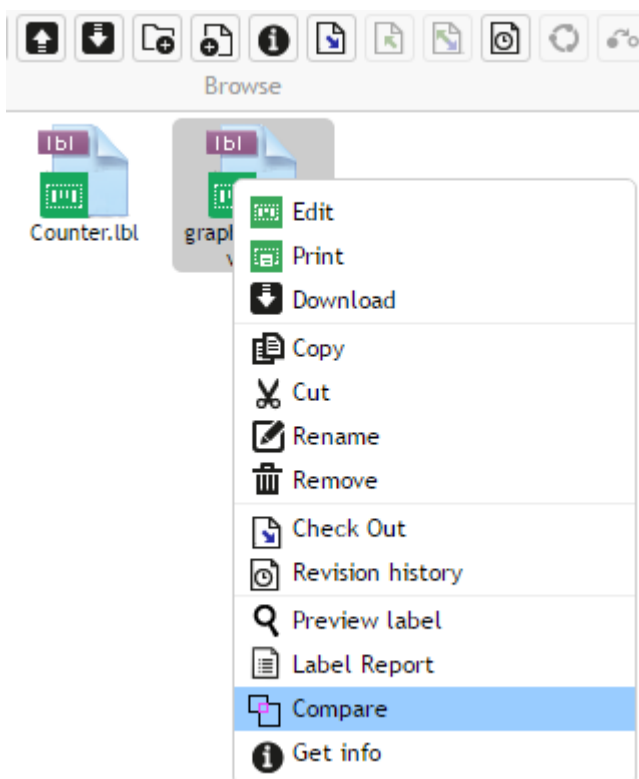 Browse
lbl
lbl
Counter.lbl
Edit
Print
Download
Copy
Cut
Rename
Remove
Check Out
Revision history
Preview label
Label Report
Compare
Get info